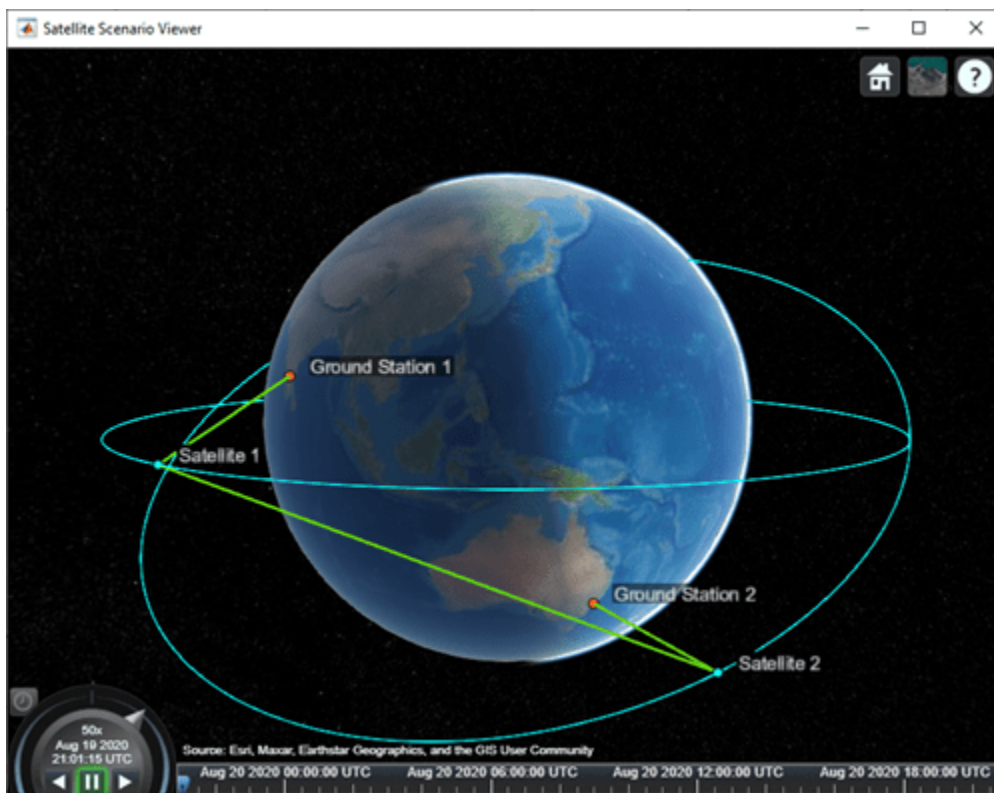 Satellite Scenario Viewer
?
Ground Station 1
Satellite 1
Ground Station 2
Satellite 2
50x
Aug 19 2020
21:01:15 UTC
Source: Esri, Maxar, Earthstar Geographics, and the GIS User Community
Aug 20 2020 00:00:00 UTC Aug 20 2020 06:00:00 UTC Aug 20 2020 12:00:00 UTC Aug 20 2020 18:00:00 UTC